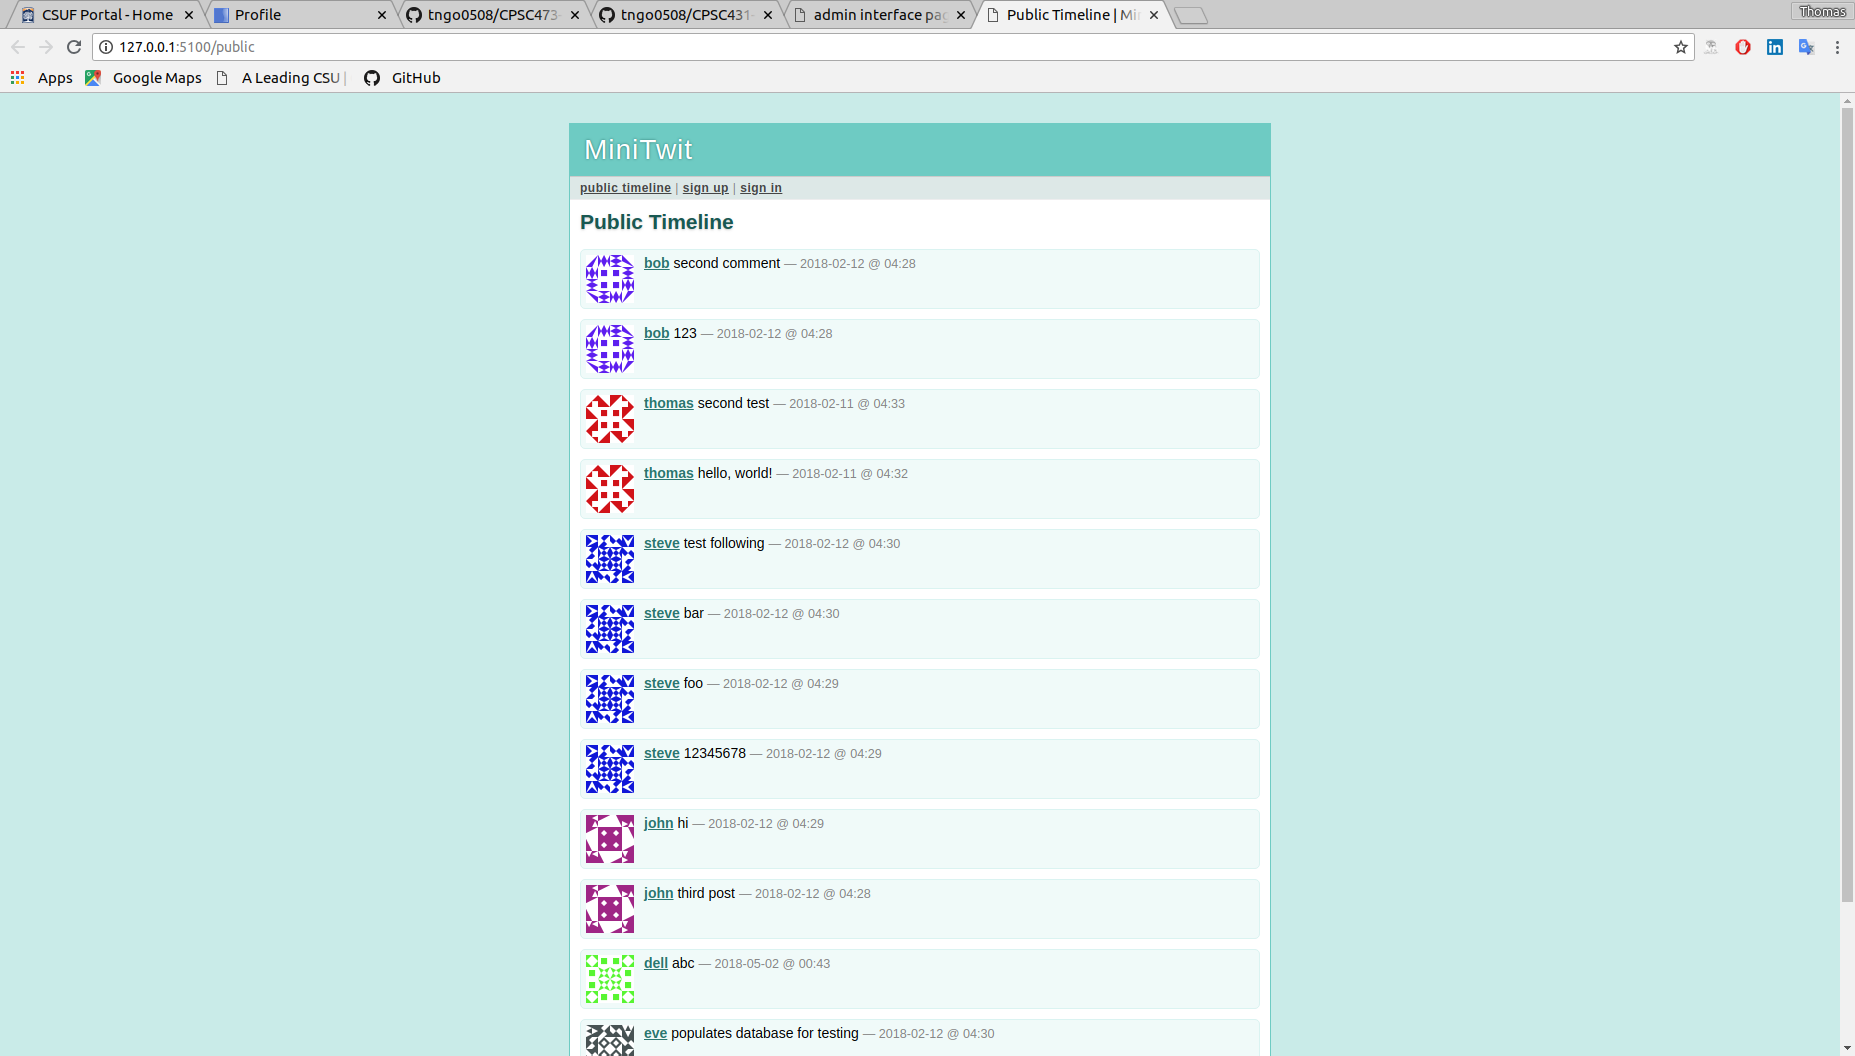 CSUF Portal - Home
Profile
tngo0508/CPSC473-
tngo0508/CPSC431-
admin interface pag
Public Timeline | Mi
Thomas
127.0.0.1:5100/public
Apps
Google Maps
A Leading CSU |
GitHub
MiniTwit
public timeline | sign up | sign in
Public Timeline
bob second comment — 2018-02-12 @ 04:28
bob 123 — 2018-02-12 @ 04:28
thomas second test — 2018-02-11 @ 04:33
thomas hello, world! — 2018-02-11 @ 04:32
steve test following — 2018-02-12 @ 04:30
steve bar — 2018-02-12 @ 04:30
steve foo — 2018-02-12 @ 04:29
steve 12345678 — 2018-02-12 @ 04:29
john hi — 2018-02-12 @ 04:29
john third post — 2018-02-12 @ 04:28
dell abc — 2018-05-02 @ 00:43
eve populates database for testing — 2018-02-12 @ 04:30